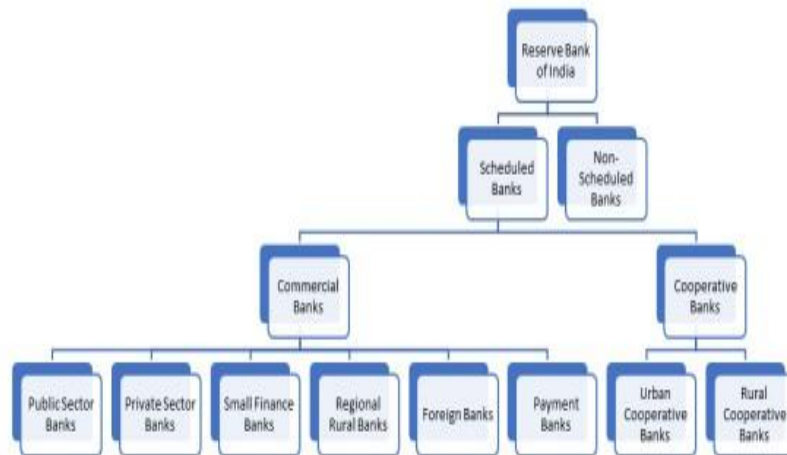 Reserve Bank
of India
Scheduled
Banks
Non-
Scheduled
Banks
Commercial
Banks
Cooperative
Banks
Public Sector
Banks
Private Sector
Banks
Small Finance
Banks
Regional
Rural Banks
Foreign Banks
Payment
Banks
Urban
Cooperative
Banks
Rural
Cooperative
Banks